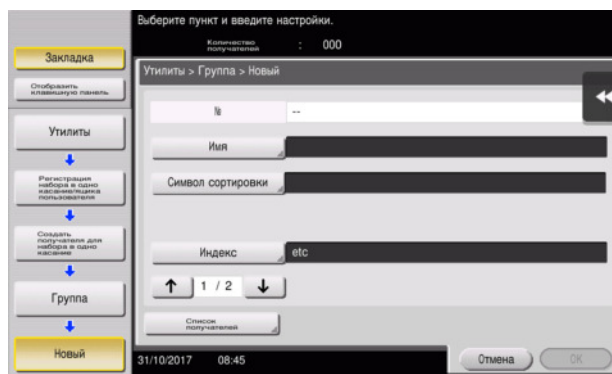 Выберите пункт и введите настройки.
Количество
получателей : 000
Закладка
Отобразить
клавишную панель
Утилиты
Регистрация
набора в одно
касание/ящика
пользователя
Создать
получателя для
набора в одно
касание
Группа
Новый
Утилиты > Группа > Новый
№ --
Имя
Символ сортировки
Индекс etc
↑ 1 / 2 ↓
Список
получателей
31/10/2017 08:45
Отмена OK